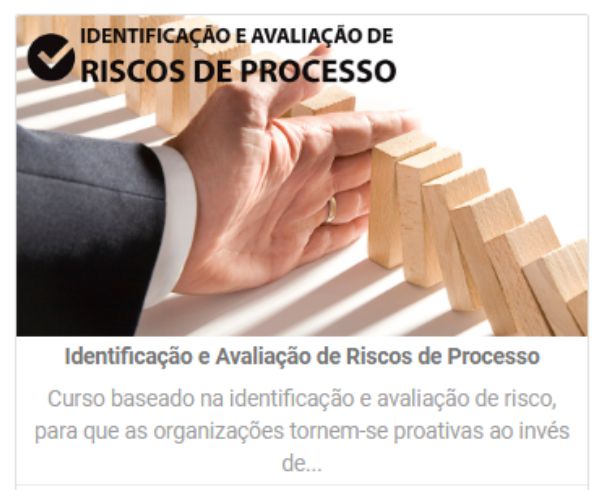 IDENTIFICAÇÃO E AVALIAÇÃO DE
RISCOS DE PROCESSO
Identificação e Avaliação de Riscos de Processo
Curso baseado na identificação e avaliação de risco,
para que as organizações tornem-se proativas ao invés
de...